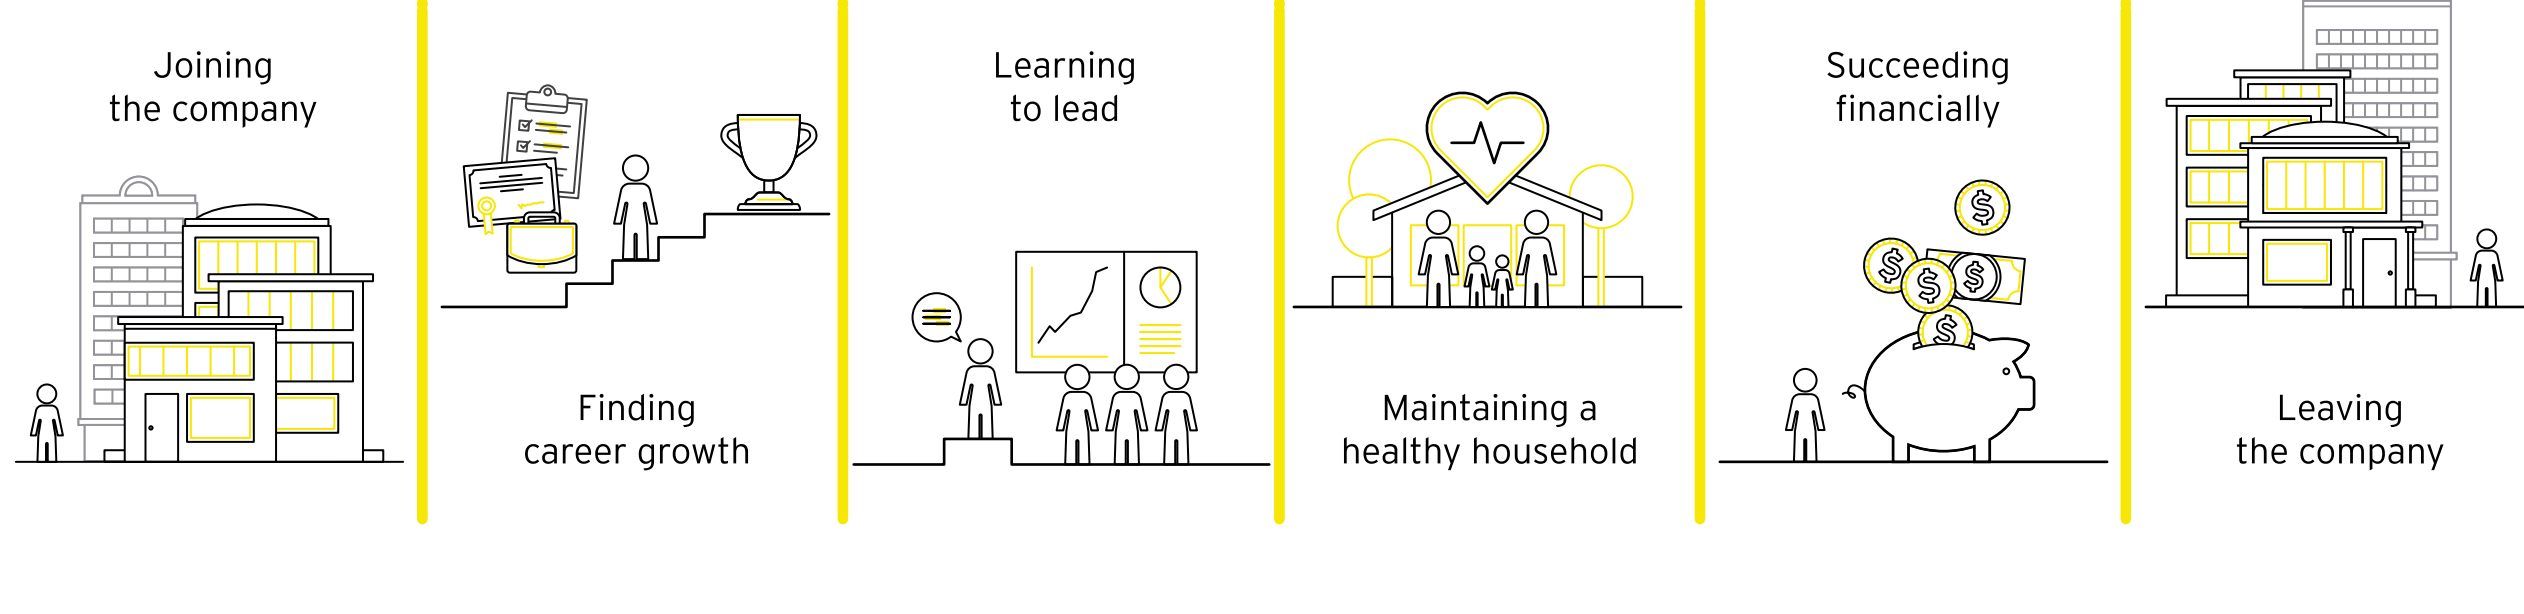 Joining
the company
Finding
career growth
Learning
to lead
Maintaining a
healthy household
Succeeding
financially
$
$
$
$
$
Leaving
the company